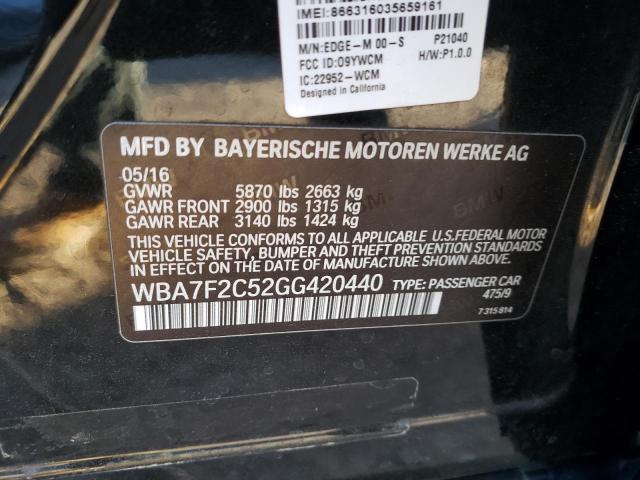 IMEI:866316035659161
M/N:EDGE-M 00-S P21040
FCC ID:09YWCM H/W:P1.0.0
IC:22952-WCM
Designed in California
MFD BY BAYERISCHE MOTOREN WERKE AG
05/16
GVWR 5870 lbs 2663 kg
GAWR FRONT 2900 lbs 1315 kg
GAWR REAR 3140 lbs 1424 kg
THIS VEHICLE CONFORMS TO ALL APPLICABLE U.S.FEDERAL MOTOR
VEHICLE SAFETY, BUMPER AND THEFT PREVENTION STANDARDS
IN EFFECT ON THE DATE OF MANUFACTURE SHOWN ABOVE.
WBA7F2C52GG420440 TYPE: PASSENGER CAR
475/9
7 315 814